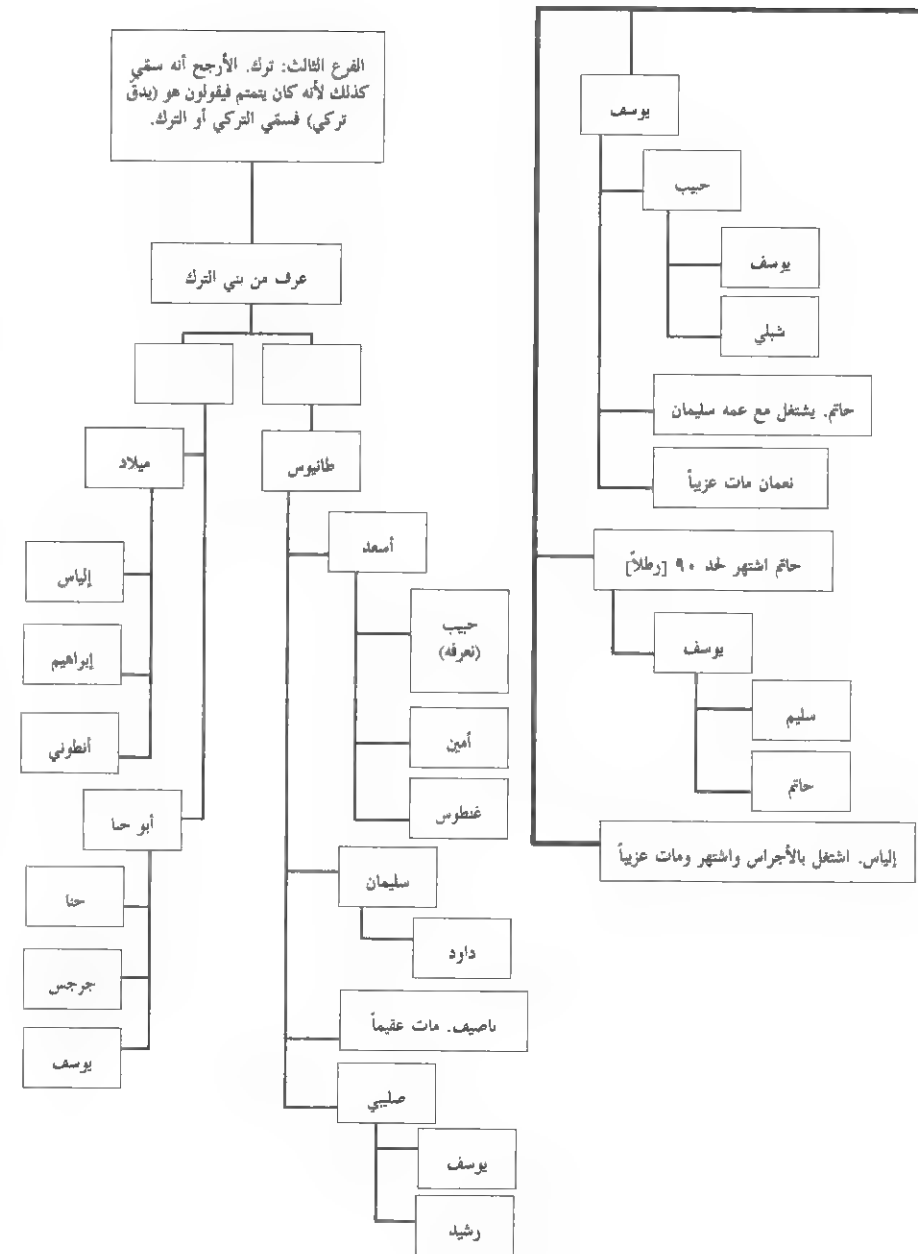 يوسف
حبيب
يوسف
شبلي
حاتم. يشتغل مع عمه سليمان
نعمان مات عزيباً
حاتم اشتهر لحد ٩٠ [رطلاً]
يوسف
سليم
حاتم
إلياس. اشتغل بالأجراس واشتهر ومات عزيباً
الفرع الثالث: ترك. الأرجح أنه سمّي
كذلك لأنه كان يتمتم فيقولون هو (يدقّ
تركي) فسمّي التركي أو الترك.
عرف من بني الترك
طانيوس
أسعد
حبيب
(نعرفه)
أمين
غنطوس
سليمان
داود
ناصيف. مات عقيماً
صليبي
يوسف
رشيد
ميلاد
إلياس
إبراهيم
أنطوني
أبو حنا
حنا
جرجس
يوسف